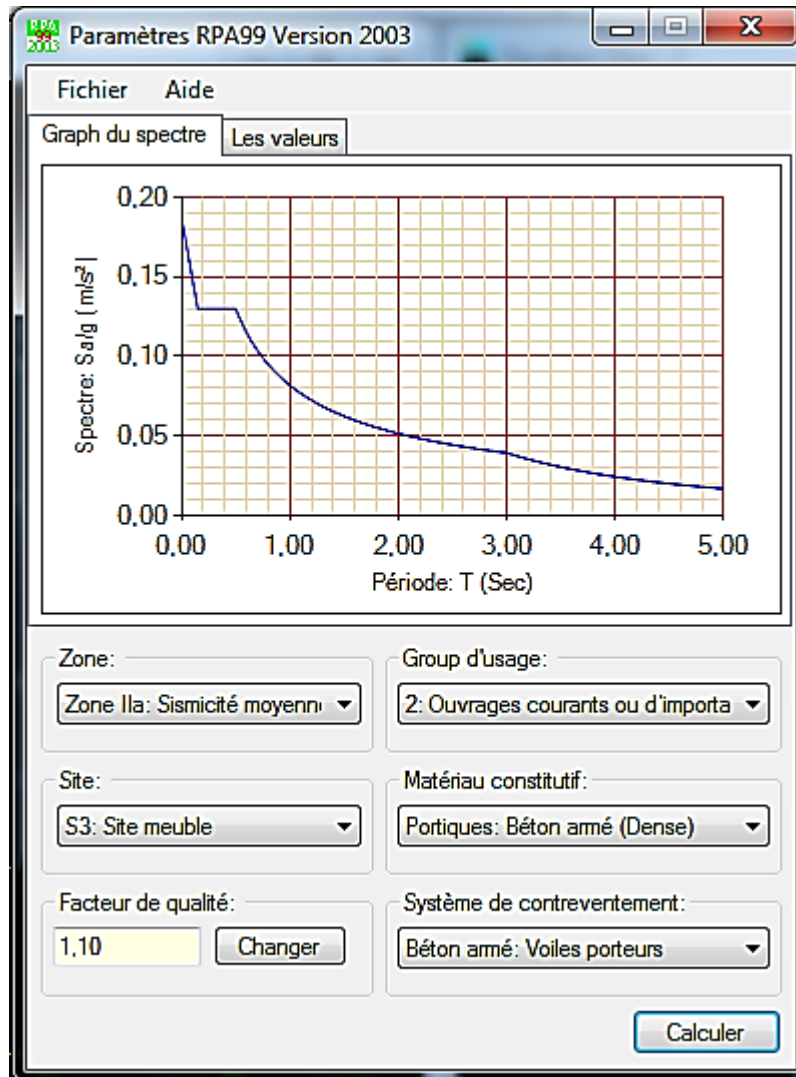 RPA
99
2003
Paramètres RPA99 Version 2003
Fichier Aide
Graph du spectre Les valeurs
0,20
0,15
0,10
0,05
0,00
Spectre: Sa/g [ m/s² ]
0,00 1,00 2,00 3,00 4,00 5,00
Période: T (Sec)
Zone: Group d'usage:
Zone IIa: Sismicité moyenn 2: Ouvrages courants ou d'importa
Site: Matériau constitutif:
S3: Site meuble Portiques: Béton armé (Dense)
Facteur de qualité: Système de contreventement:
1,10 Changer Béton armé: Voiles porteurs
Calculer